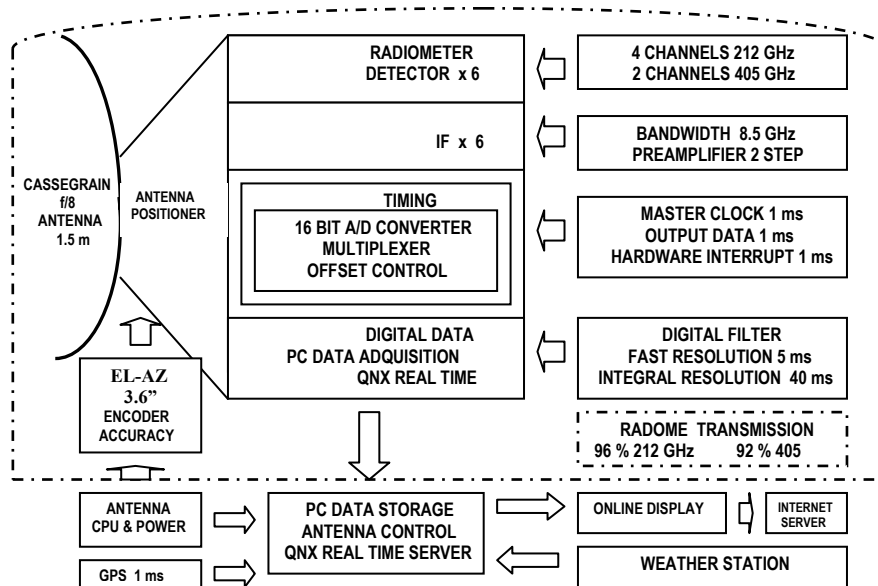 RADIOMETER
DETECTOR x 6
4 CHANNELS 212 GHz
2 CHANNELS 405 GHz
IF x 6
BANDWIDTH 8.5 GHz
PREAMPLIFIER 2 STEP
CASSEGRAIN
f/8
ANTENNA
1.5 m
ANTENNA
POSITIONER
TIMING
16 BIT A/D CONVERTER
MULTIPLEXER
OFFSET CONTROL
MASTER CLOCK 1 ms
OUTPUT DATA 1 ms
HARDWARE INTERRUPT 1 ms
DIGITAL DATA
PC DATA ADQUISITION
QNX REAL TIME
DIGITAL FILTER
FAST RESOLUTION 5 ms
INTEGRAL RESOLUTION 40 ms
EL-AZ
3.6”
ENCODER
ACCURACY
RADOME TRANSMISSION
96 % 212 GHz 92 % 405
ANTENNA
CPU & POWER
PC DATA STORAGE
ANTENNA CONTROL
QNX REAL TIME SERVER
ONLINE DISPLAY
INTERNET
SERVER
GPS 1 ms
WEATHER STATION